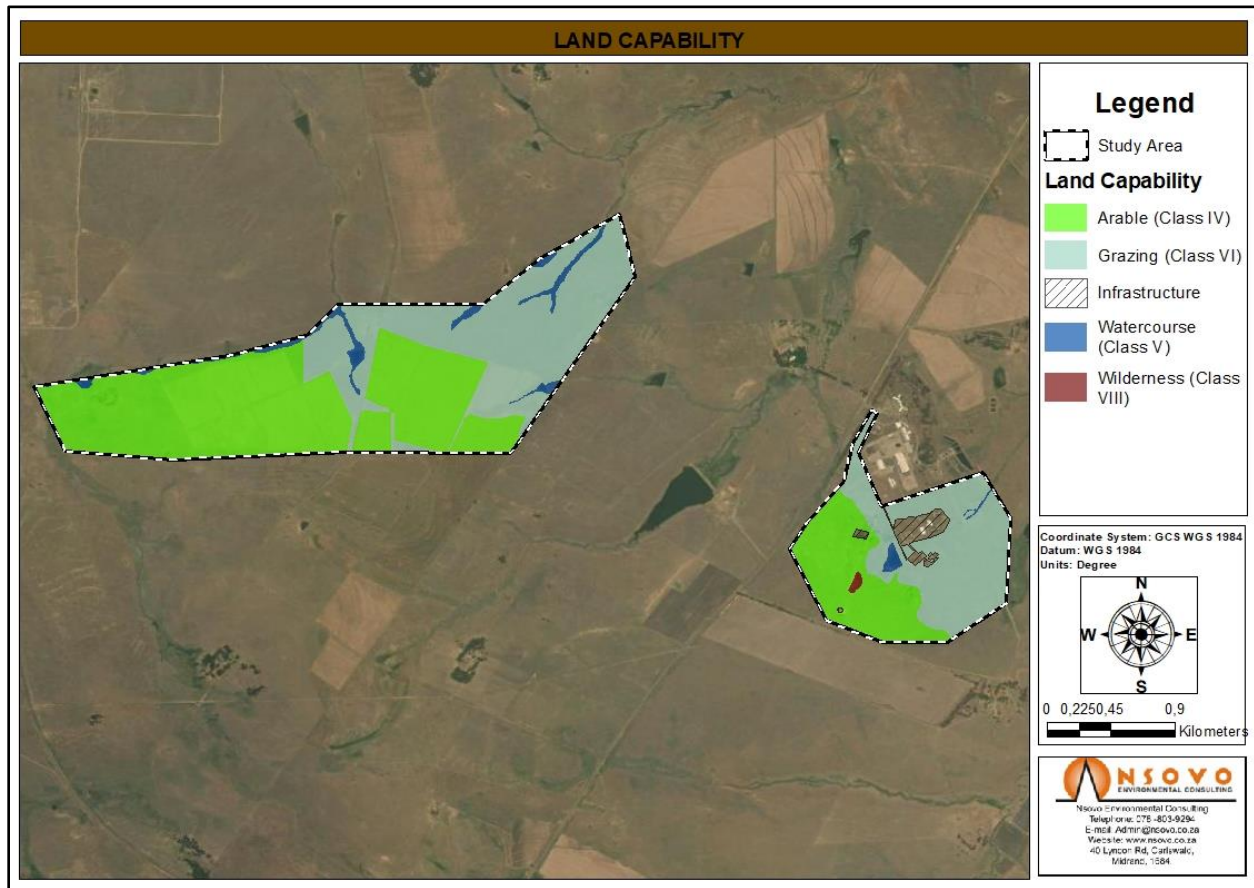 LAND CAPABILITY
Legend
Study Area
Land Capability
Arable (Class IV)
Grazing (Class VI)
Infrastructure
Watercourse
(Class V)
Wilderness (Class
VIII)
Coordinate System: GCS WGS 1984
Datum: WGS 1984
Units: Degree
N
W E
S
0 0,2250,45 0,9
Kilometers
NSOVO
ENVIRONMENTAL CONSULTING
Nsovo Environmental Consulting
Telephone: 078 -803-9294
E-mail: Admin@nsovo.co.za
Website: www.nsovo.co.za
40 Lyncon Rd, Carlswald,
Midrand, 1684.